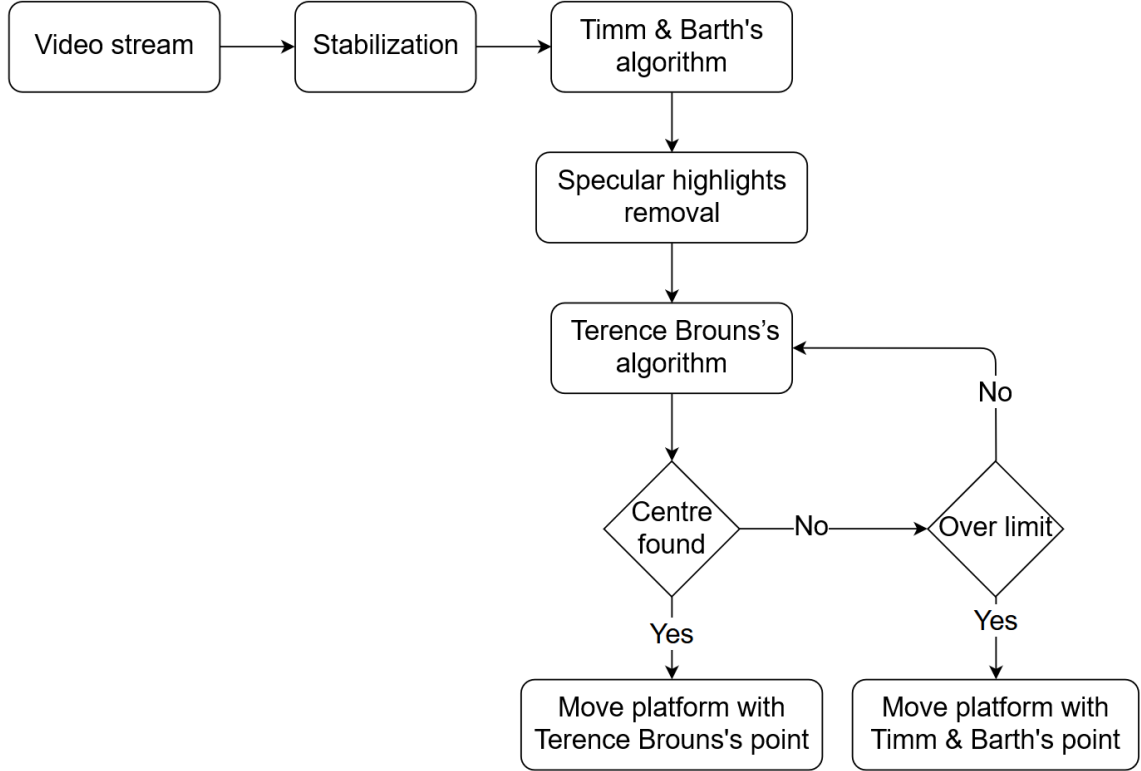 Video stream
Stabilization
Timm & Barth's
algorithm
Specular highlights
removal
Terence Brouns’s
algorithm
No
Centre
found
No
Over limit
Yes
Yes
Move platform with
Terence Brouns's point
Move platform with
Timm & Barth's point